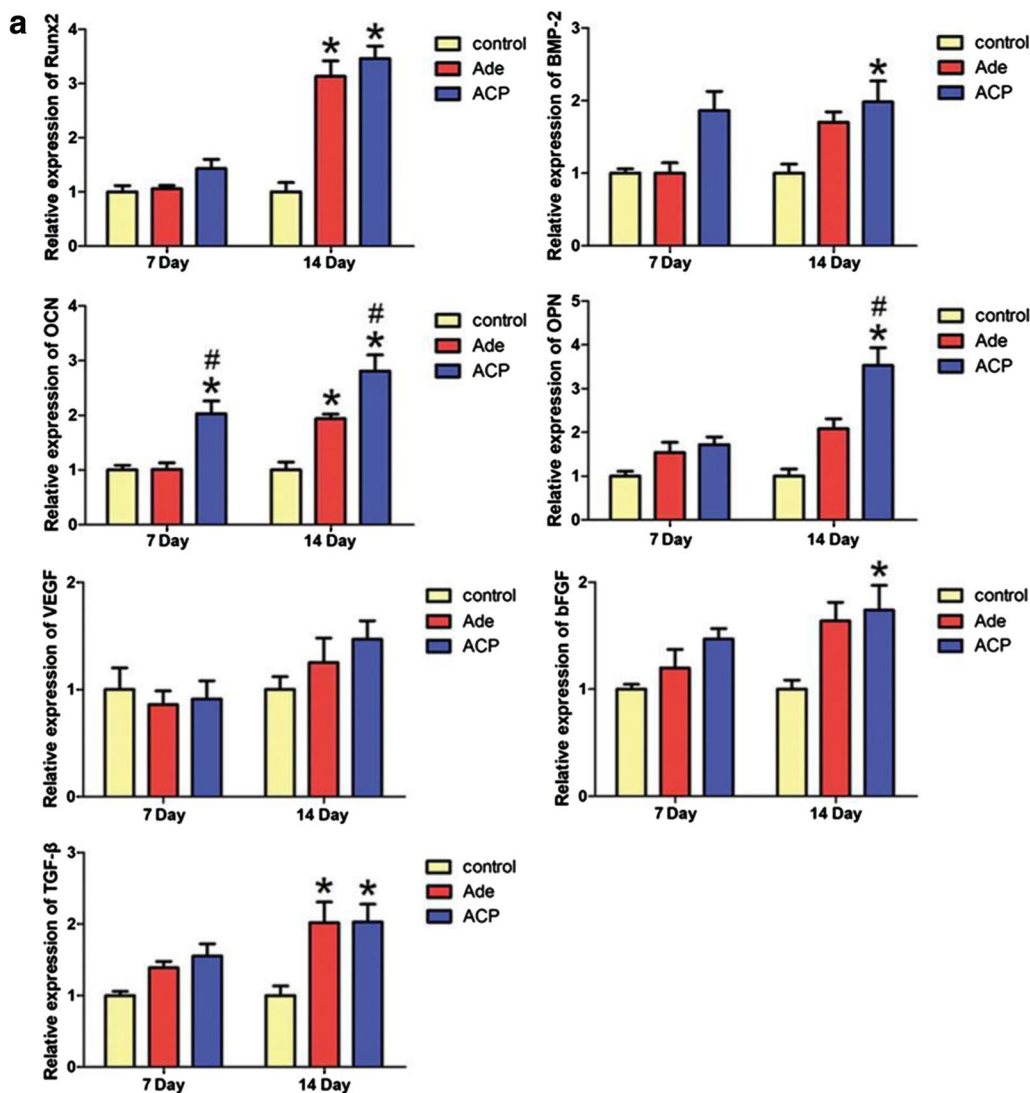 a
Relative expression of Runx2
4
3
2
1
0
* *
* 
7 Day 14 Day
control
Ade
ACP
Relative expression of BMP-2
3
2
1
0
*
7 Day 14 Day
control
Ade
ACP
Relative expression of OCN
4
3
2
1
0
# #
* * *
7 Day 14 Day
control
Ade
ACP
Relative expression of OPN
5
4
3
2
1
0
#
*
7 Day 14 Day
control
Ade
ACP
Relative expression of VEGF
2
1
0
7 Day 14 Day
control
Ade
ACP
Relative expression of bFGF
2
1
0
*
7 Day 14 Day
control
Ade
ACP
Relative expression of TGF-β
3
2
1
0
* *
7 Day 14 Day
control
Ade
ACP